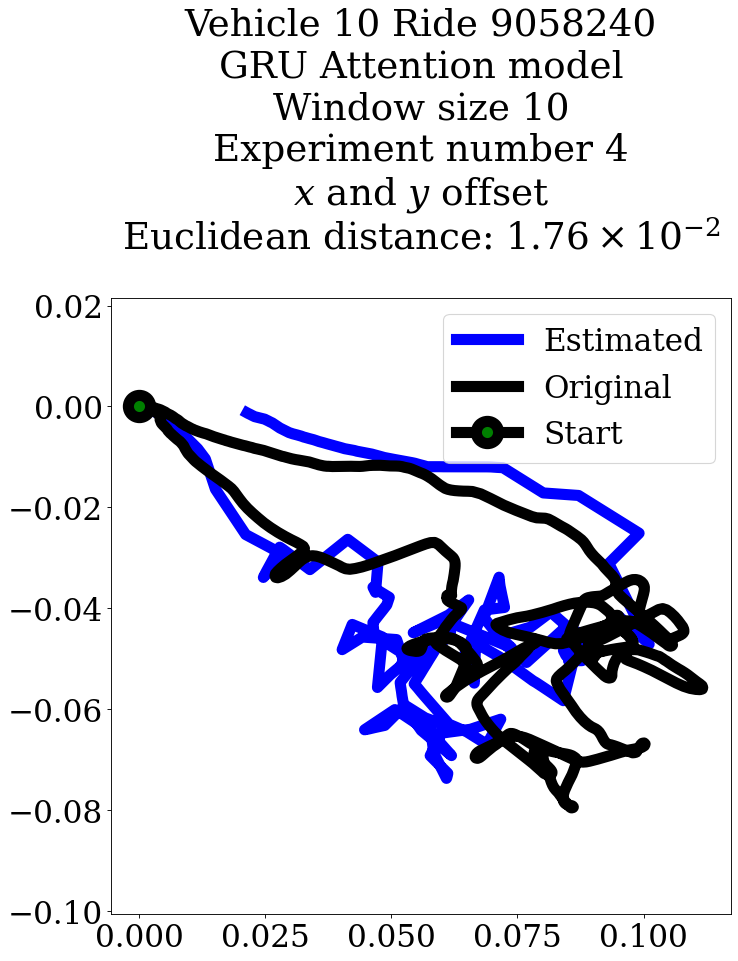 Vehicle 10 Ride 9058240
GRU Attention model
Window size 10
Experiment number 4
x and y offset
Euclidean distance: 1.76 × 10⁻²
Estimated
Original
Start
0.02
0.00
−0.02
−0.04
−0.06
−0.08
−0.10
0.000 0.025 0.050 0.075 0.100